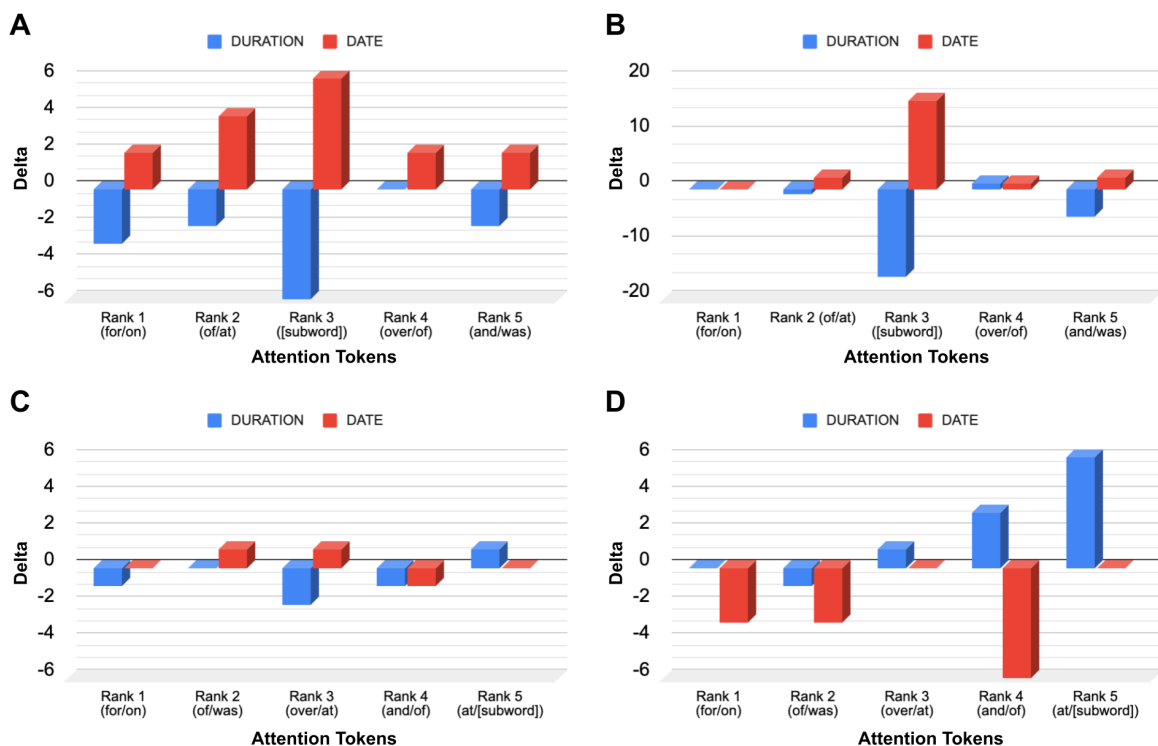 A
DURATION DATE
6
4
2
0
-2
-4
-6
Delta
Rank 1
(for/on)
Rank 2
(of/at)
Rank 3
([subword])
Rank 4
(over/of)
Rank 5
(and/was)
Attention Tokens
B
DURATION DATE
20
10
0
-10
-20
Delta
Rank 1
(for/on)
Rank 2 (of/at)
Rank 3
([subword])
Rank 4
(over/of)
Rank 5
(and/was)
Attention Tokens
C
DURATION DATE
6
4
2
0
-2
-4
-6
Delta
Rank 1
(for/on)
Rank 2
(of/was)
Rank 3
(over/at)
Rank 4
(and/of)
Rank 5
(at/[subword])
Attention Tokens
D
DURATION DATE
6
4
2
0
-2
-4
-6
Delta
Rank 1
(for/on)
Rank 2
(of/was)
Rank 3
(over/at)
Rank 4
(and/of)
Rank 5
(at/[subword])
Attention Tokens